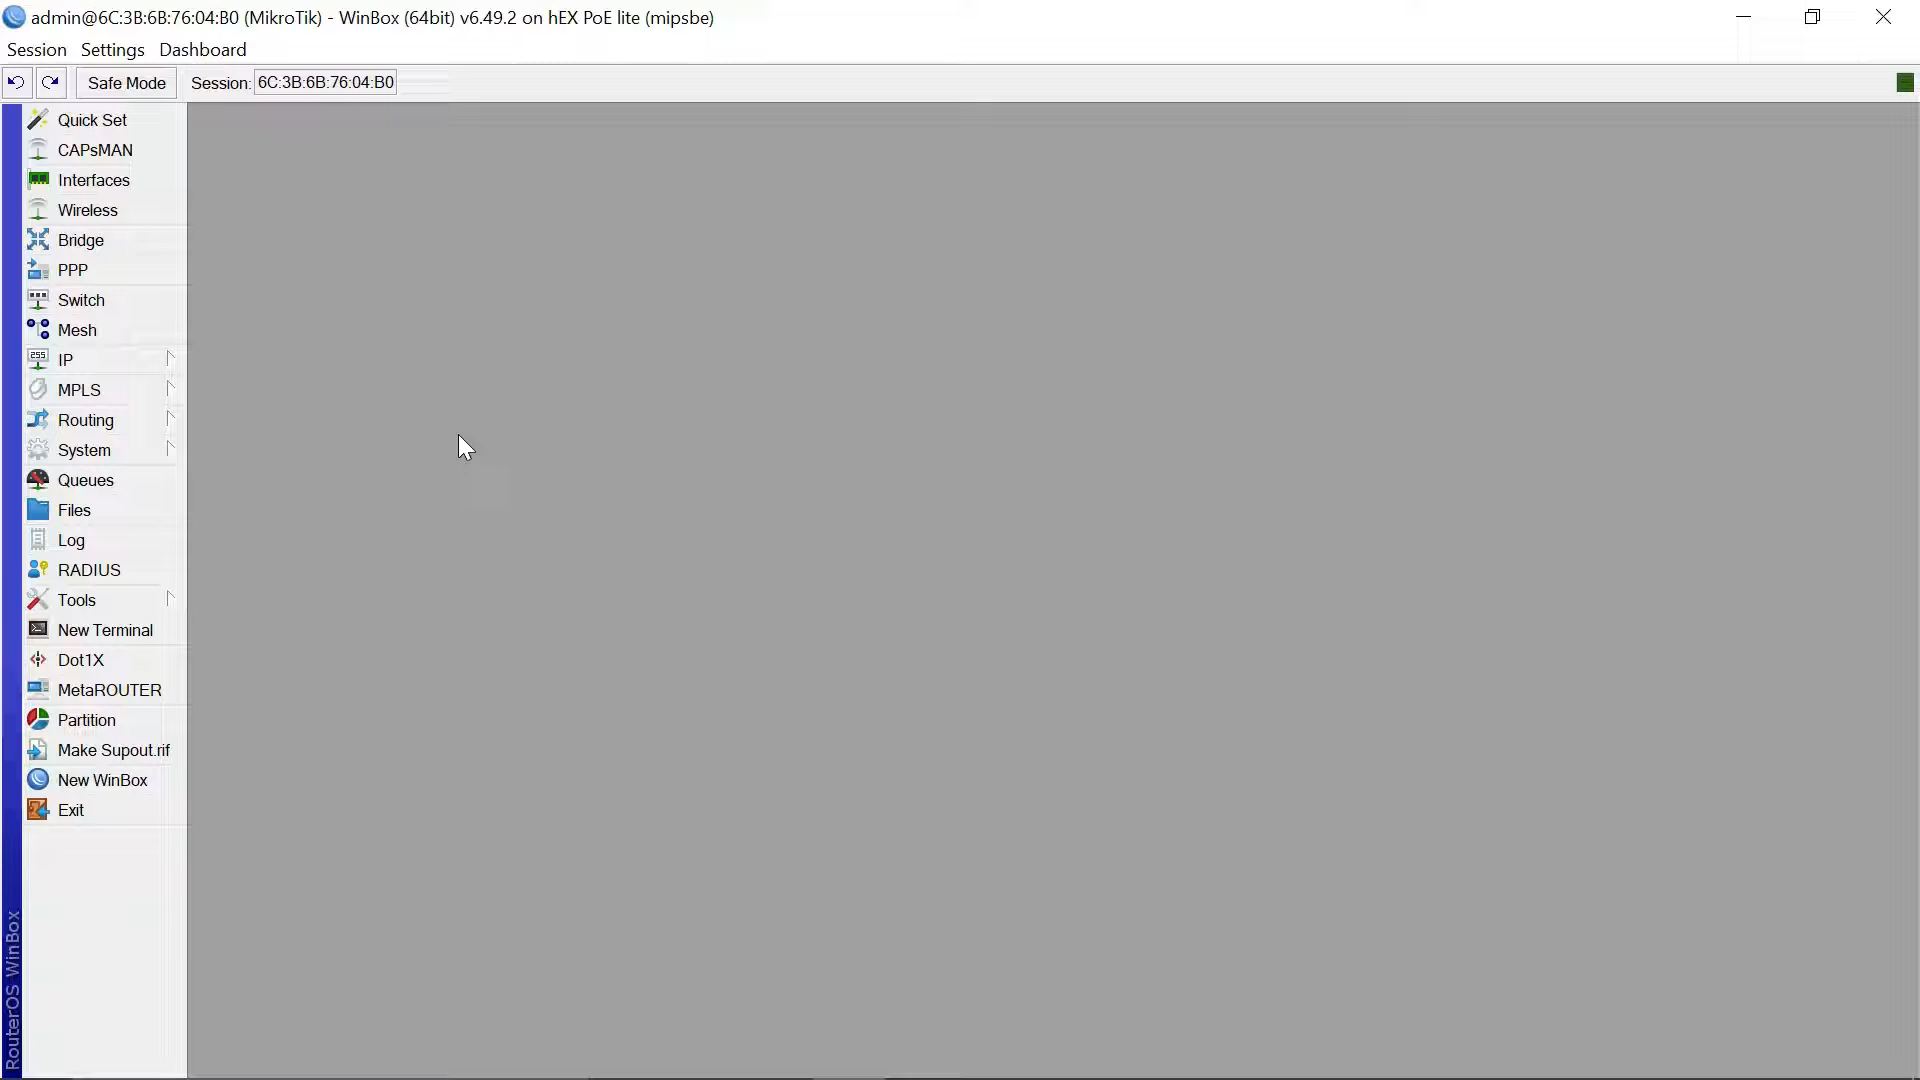 admin@6C:3B:6B:76:04:B0 (MikroTik) - WinBox (64bit) v6.49.2 on hEX PoE lite (mipsbe)
Session Settings Dashboard
Safe Mode Session: 6C:3B:6B:76:04:B0
Quick Set
CAPsMAN
Interfaces
Wireless
Bridge
PPP
Switch
Mesh
255 IP
MPLS
Routing
System
Queues
Files
Log
RADIUS
Tools
New Terminal
Dot1X
MetaROUTER
Partition
Make Supout.rif
New WinBox
Exit
RouterOS WinBox